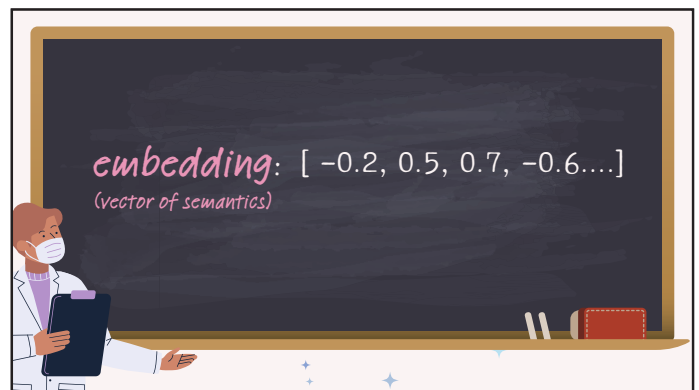 embedding: [ -0.2, 0.5, 0.7, -0.6....]
(vector of semantics)